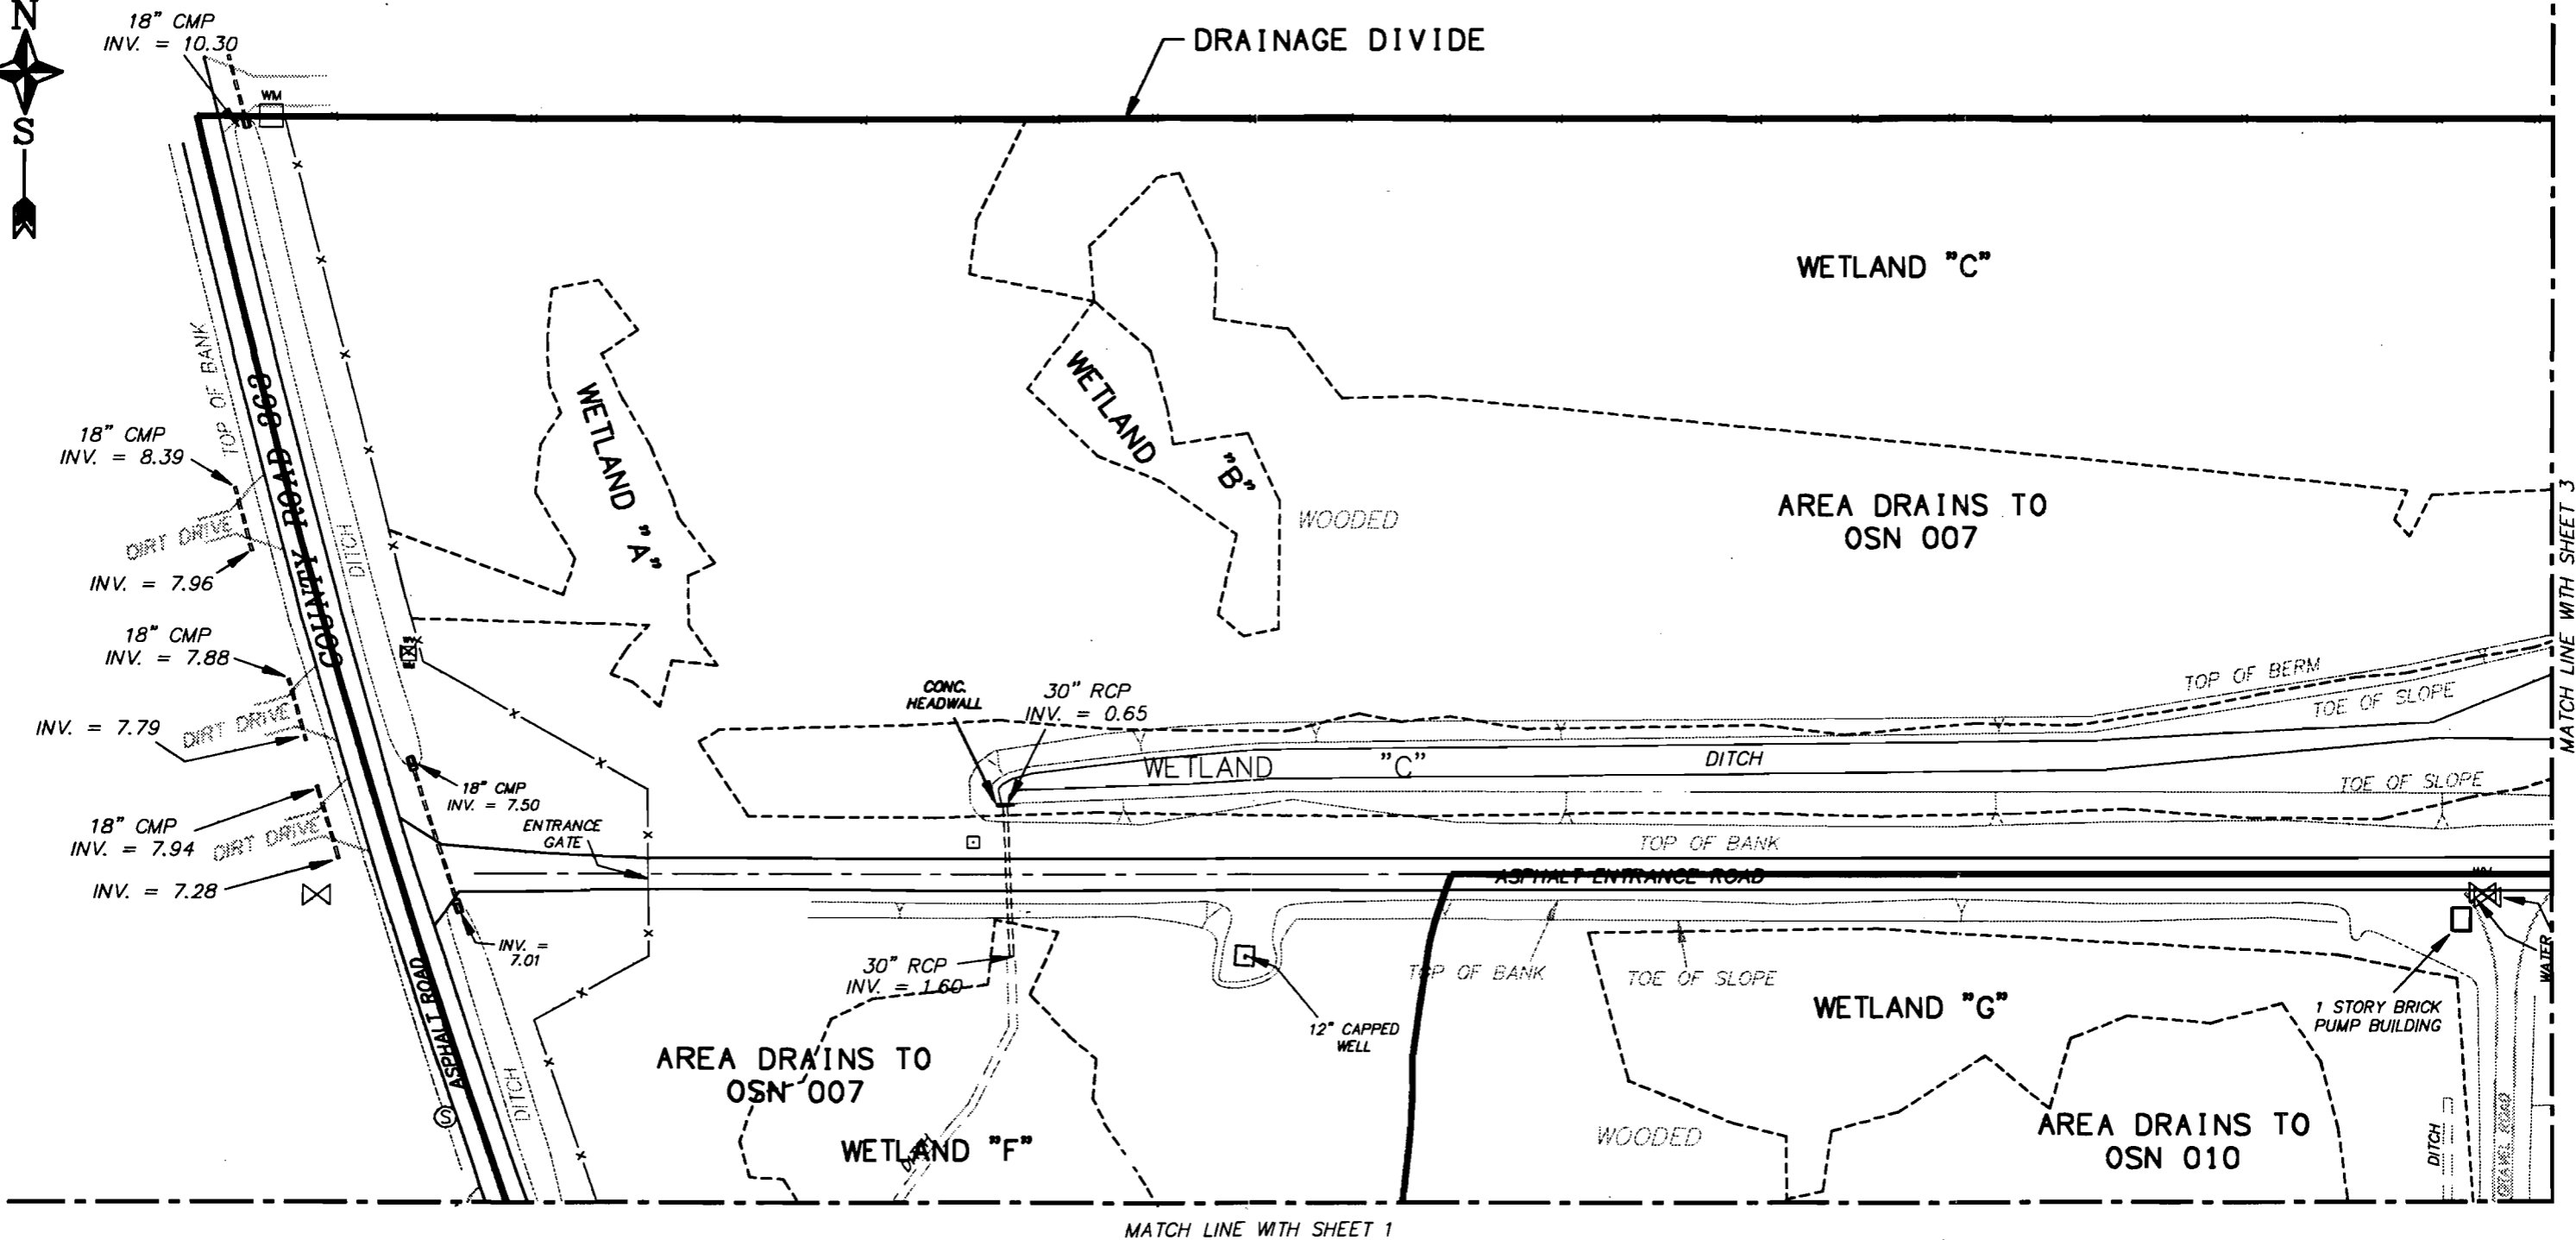 N
S
18" CMP
INV. = 10.30
WM
DRAINAGE DIVIDE
WETLAND "C"
TOP OF BANK
COUNTY ROAD 868
DITCH
WETLAND "A"
WETLAND "B"
WOODED
AREA DRAINS TO
OSN 007
18" CMP
INV. = 8.39
DIRT DRIVE
INV. = 7.96
18" CMP
INV. = 7.88
DIRT DRIVE
INV. = 7.79
18" CMP
INV. = 7.94
DIRT DRIVE
INV. = 7.28
18" CMP
INV. = 7.50
ENTRANCE
GATE
INV. =
7.01
CONC.
HEADWALL
30" RCP
INV. = 0.65
WETLAND "C"
DITCH
TOP OF BERM
TOE OF SLOPE
TOE OF SLOPE
TOP OF BANK
ASPHALT ENTRANCE ROAD
MATCH LINE WITH SHEET 3
30" RCP
INV. = 1.60
12" CAPPED
WELL
TOP OF BANK
TOE OF SLOPE
WETLAND "G"
1 STORY BRICK
PUMP BUILDING
WATER
ASPHALT ROAD
DITCH
S
AREA DRAINS TO
OSN 007
WETLAND "F"
WOODED
AREA DRAINS TO
OSN 010
DITCH
GRAVEL ROAD
MATCH LINE WITH SHEET 1